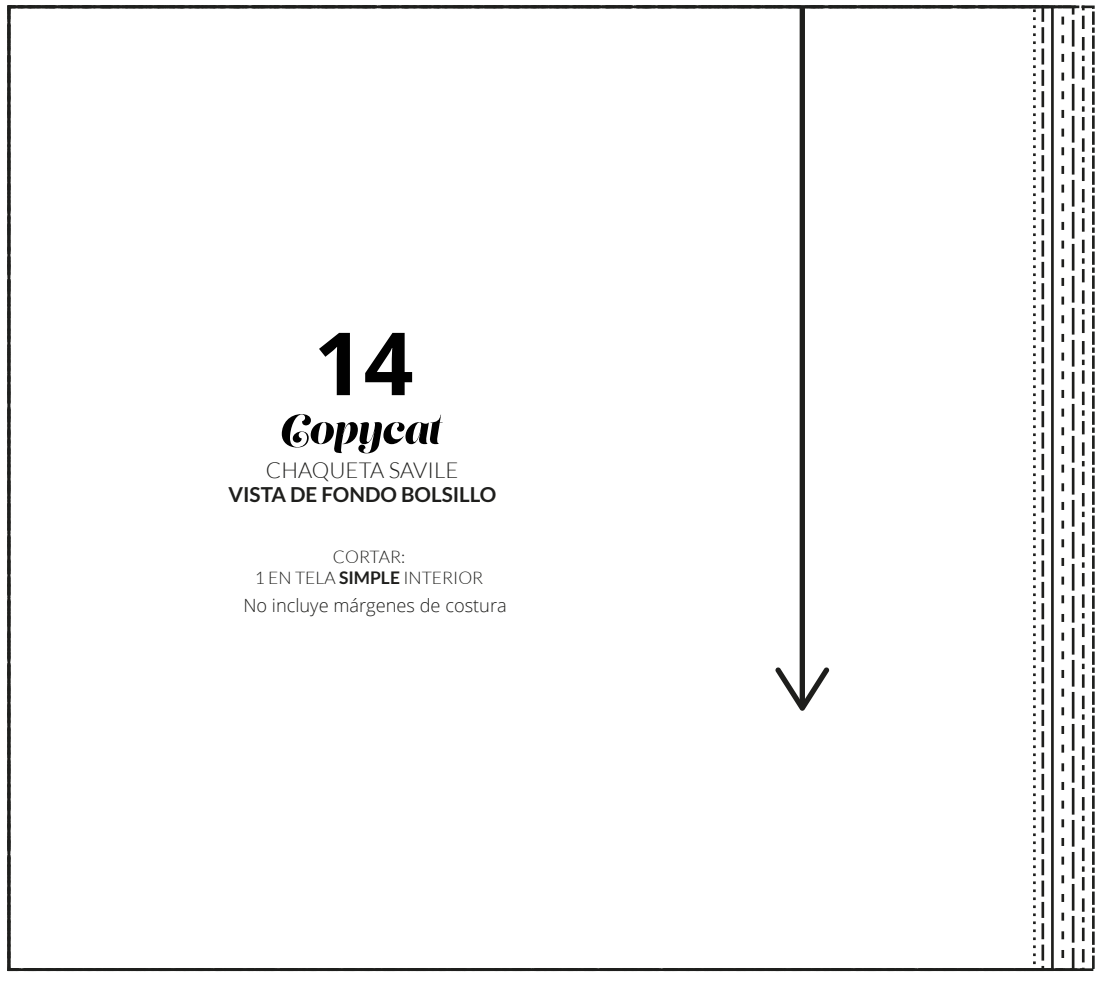 14
Copycat
CHAQUETA SAVILE
VISTA DE FONDO BOLSILLO
CORTAR:
1 EN TELA SIMPLE INTERIOR
No incluye márgenes de costura